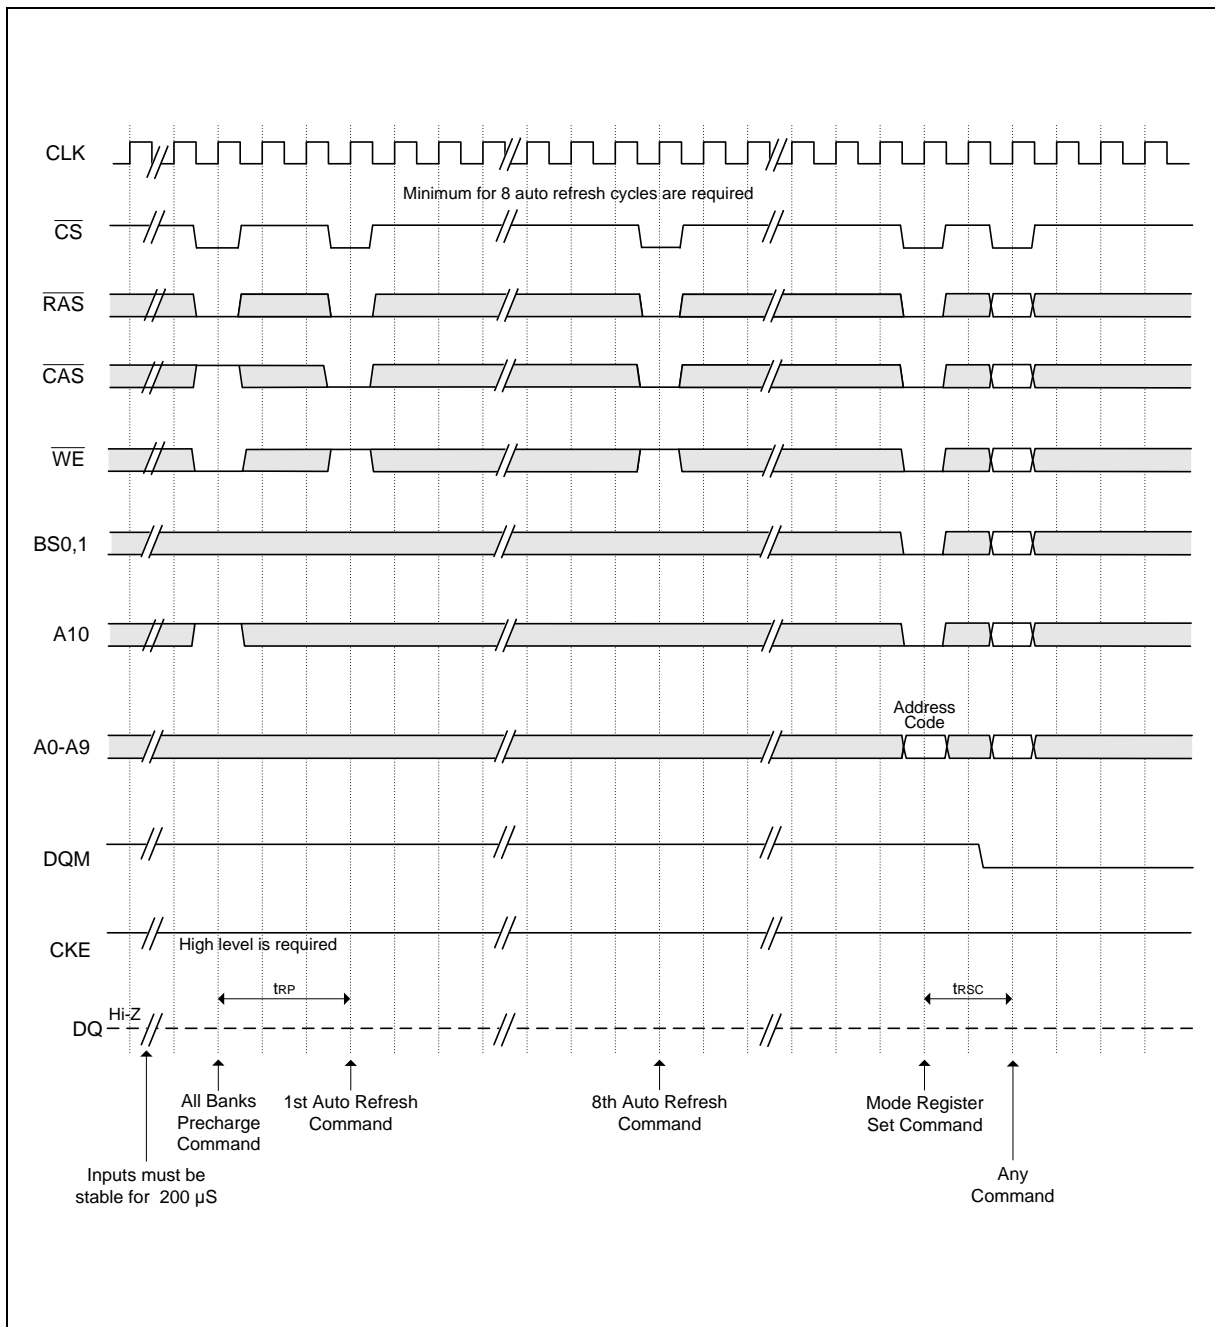 CLK
Minimum for 8 auto refresh cycles are required
CS
RAS
CAS
WE
BS0,1
A10
Address
Code
A0-A9
DQM
CKE
High level is required
tRP
tRSC
Hi-Z
DQ
All Banks
Precharge
Command
1st Auto Refresh
Command
8th Auto Refresh
Command
Mode Register
Set Command
Inputs must be
stable for 200 μS
Any
Command